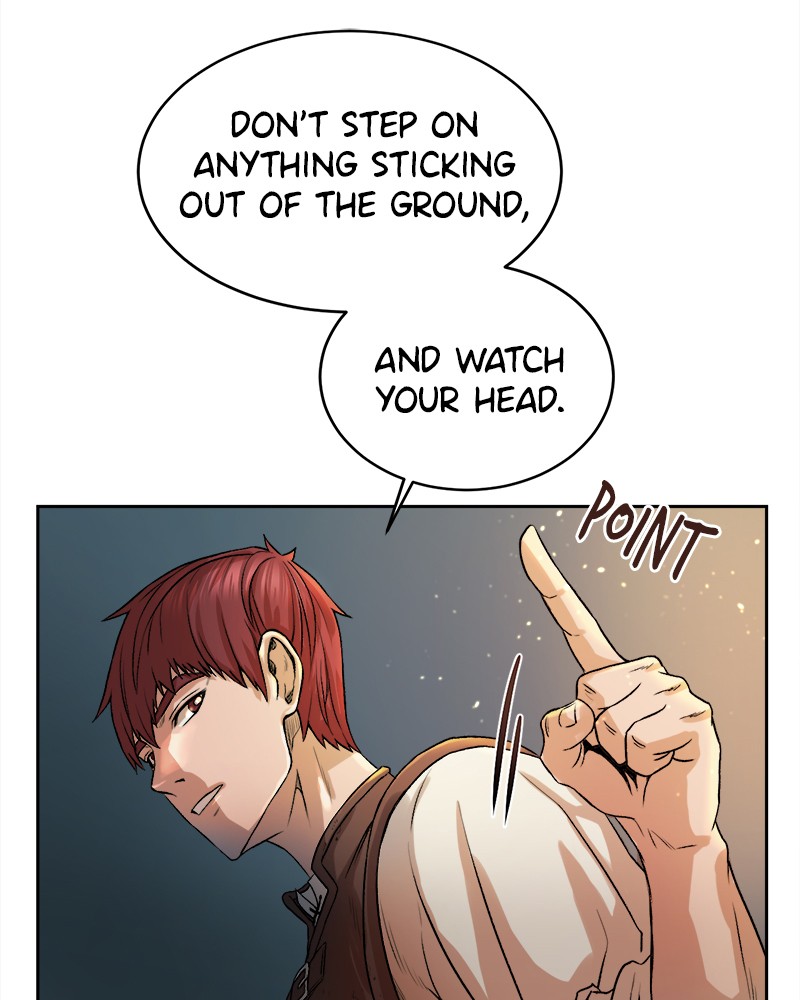 DON'T STEP ON
ANYTHING STICKING
OUT OF THE GROUND,
AND WATCH
YOUR HEAD.
POINT